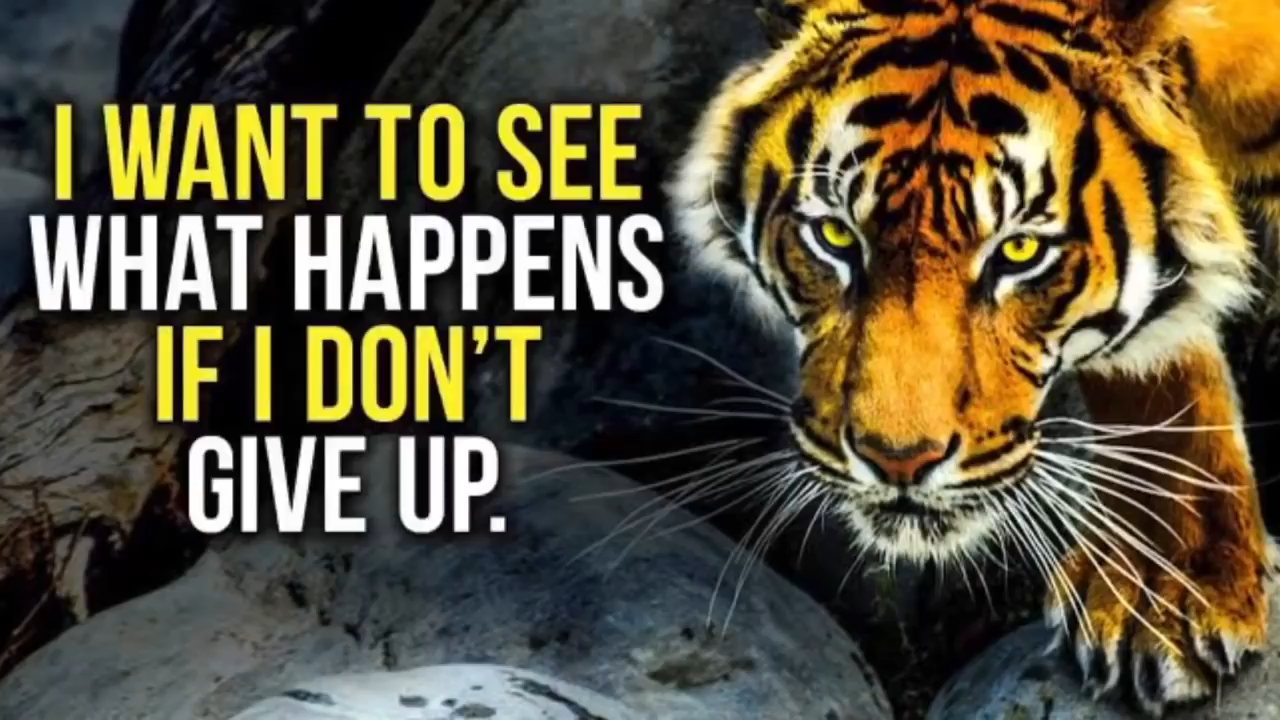 I WANT TO SEE
WHAT HAPPENS
IF I DON'T
GIVE UP.